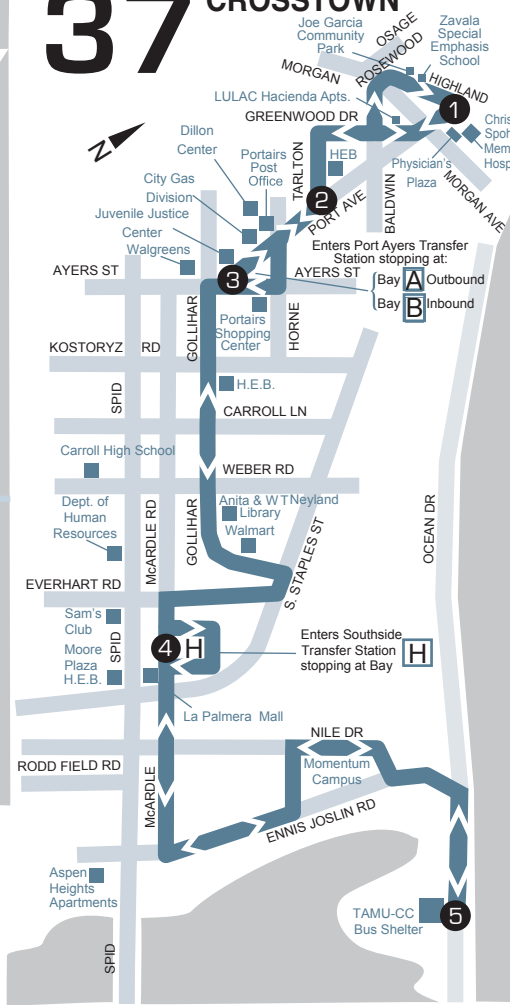 37
CROSSTOWN
Joe Garcia
Community
Park
OSAGE
Zavala
Special
Emphasis
School
MORGAN
ROSEWOOD
HIGHLAND
LULAC Hacienda Apts.
1
GREENWOOD DR
N
Dillon
Center
TARLTON
HEB
Physician's
Plaza
MORGAN AVE
City Gas
Division
Portairs
Post
Office
2
PORT AVE
BALDWIN
Juvenile Justice
Center
Walgreens
Enters Port Ayers Transfer
Station stopping at:
AYERS ST
3
AYERS ST
Bay A Outbound
Bay B Inbound
GOLLIHAR
Portairs
Shopping
Center
HORNE
KOSTORYZ RD
SPID
H.E.B.
CARROLL LN
Carroll High School
WEBER RD
Dept. of
Human
Resources
McARDLE RD
GOLLIHAR
Anita & W T Neyland
Library
Walmart
S. STAPLES ST
OCEAN DR
EVERHART RD
Sam's
Club
SPID
Moore
Plaza
H.E.B.
4
H
Enters Southside
Transfer Station
stopping at Bay H
La Palmera Mall
NILE DR
RODD FIELD RD
Momentum
Campus
McARDLE
ENNIS JOSLIN RD
Aspen
Heights
Apartments
TAMU-CC
Bus Shelter
5
SPID